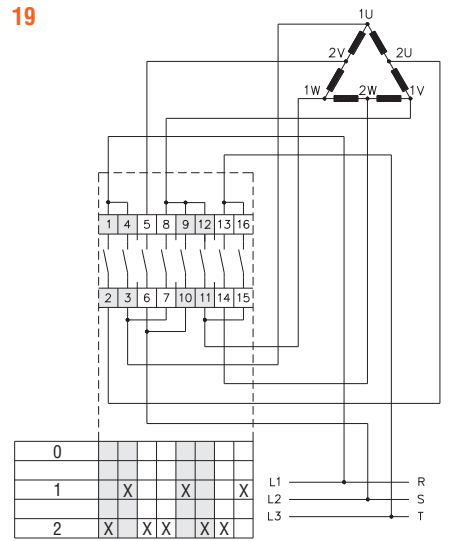 19
1U
2V 2U
1W 2W 1V
1 4 5 8 9 12 13 16
2 3 6 7 10 11 14 15
0
1 X X X
2 X X X X X
L1 R
L2 S
L3 T